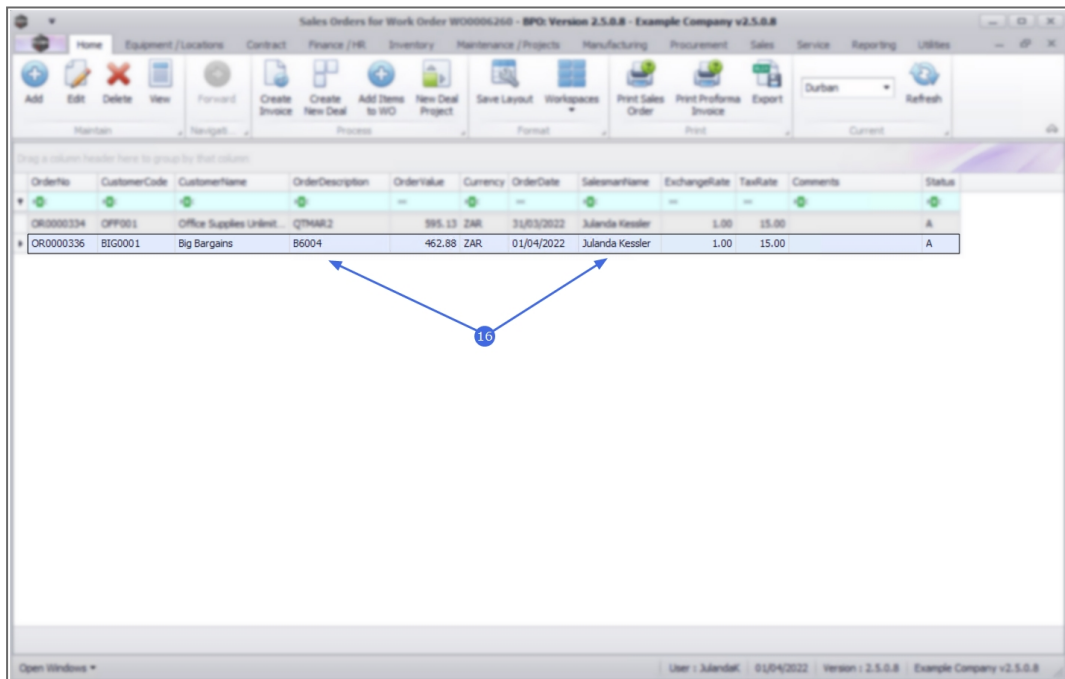 Sales Orders for Work Order WO0006260 - BPO: Version 2.5.0.8 - Example Company v2.5.0.8
Home Equipment / Locations Contract Finance / HR Inventory Maintenance / Projects Manufacturing Procurement Sales Service Reporting Utilities
Add Edit Delete View Forward Create Invoice Create New Deal Add Items to WO New Deal Project Save Layout Workspaces Print Sales Order Print Proforma Invoice Export Durban Refresh
Maintain Navigati... Process Format Print Current
Drag a column header here to group by that column
OrderNo CustomerCode CustomerName OrderDescription OrderValue Currency OrderDate SalesmanName ExchangeRate TaxRate Comments Status
OR0000334 OFF001 Office Supplies Unlimit... QTMAR2 595.13 ZAR 31/03/2022 Julanda Kessler 1.00 15.00 A
OR0000336 BIG0001 Big Bargains B6004 462.88 ZAR 01/04/2022 Julanda Kessler 1.00 15.00 A
16
Open Windows User : JulandaK 01/04/2022 Version : 2.5.0.8 Example Company v2.5.0.8